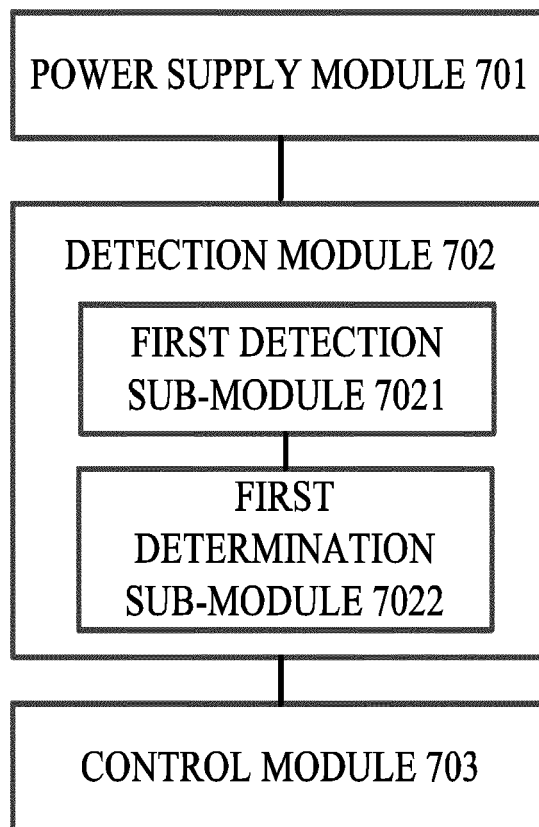 POWER SUPPLY MODULE 701
DETECTION MODULE 702
FIRST DETECTION
SUB-MODULE 7021
FIRST
DETERMINATION
SUB-MODULE 7022
CONTROL MODULE 703